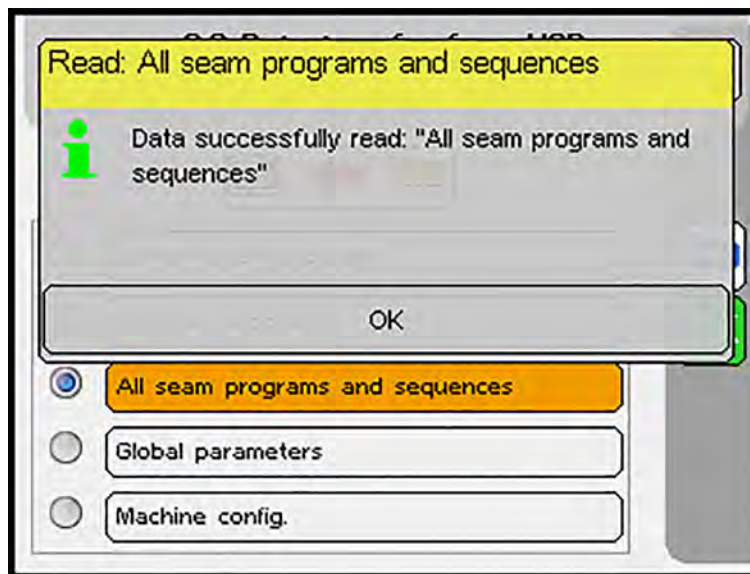 Read: All seam programs and sequences
Data successfully read: "All seam programs and
sequences"
OK
All seam programs and sequences
Global parameters
Machine config.